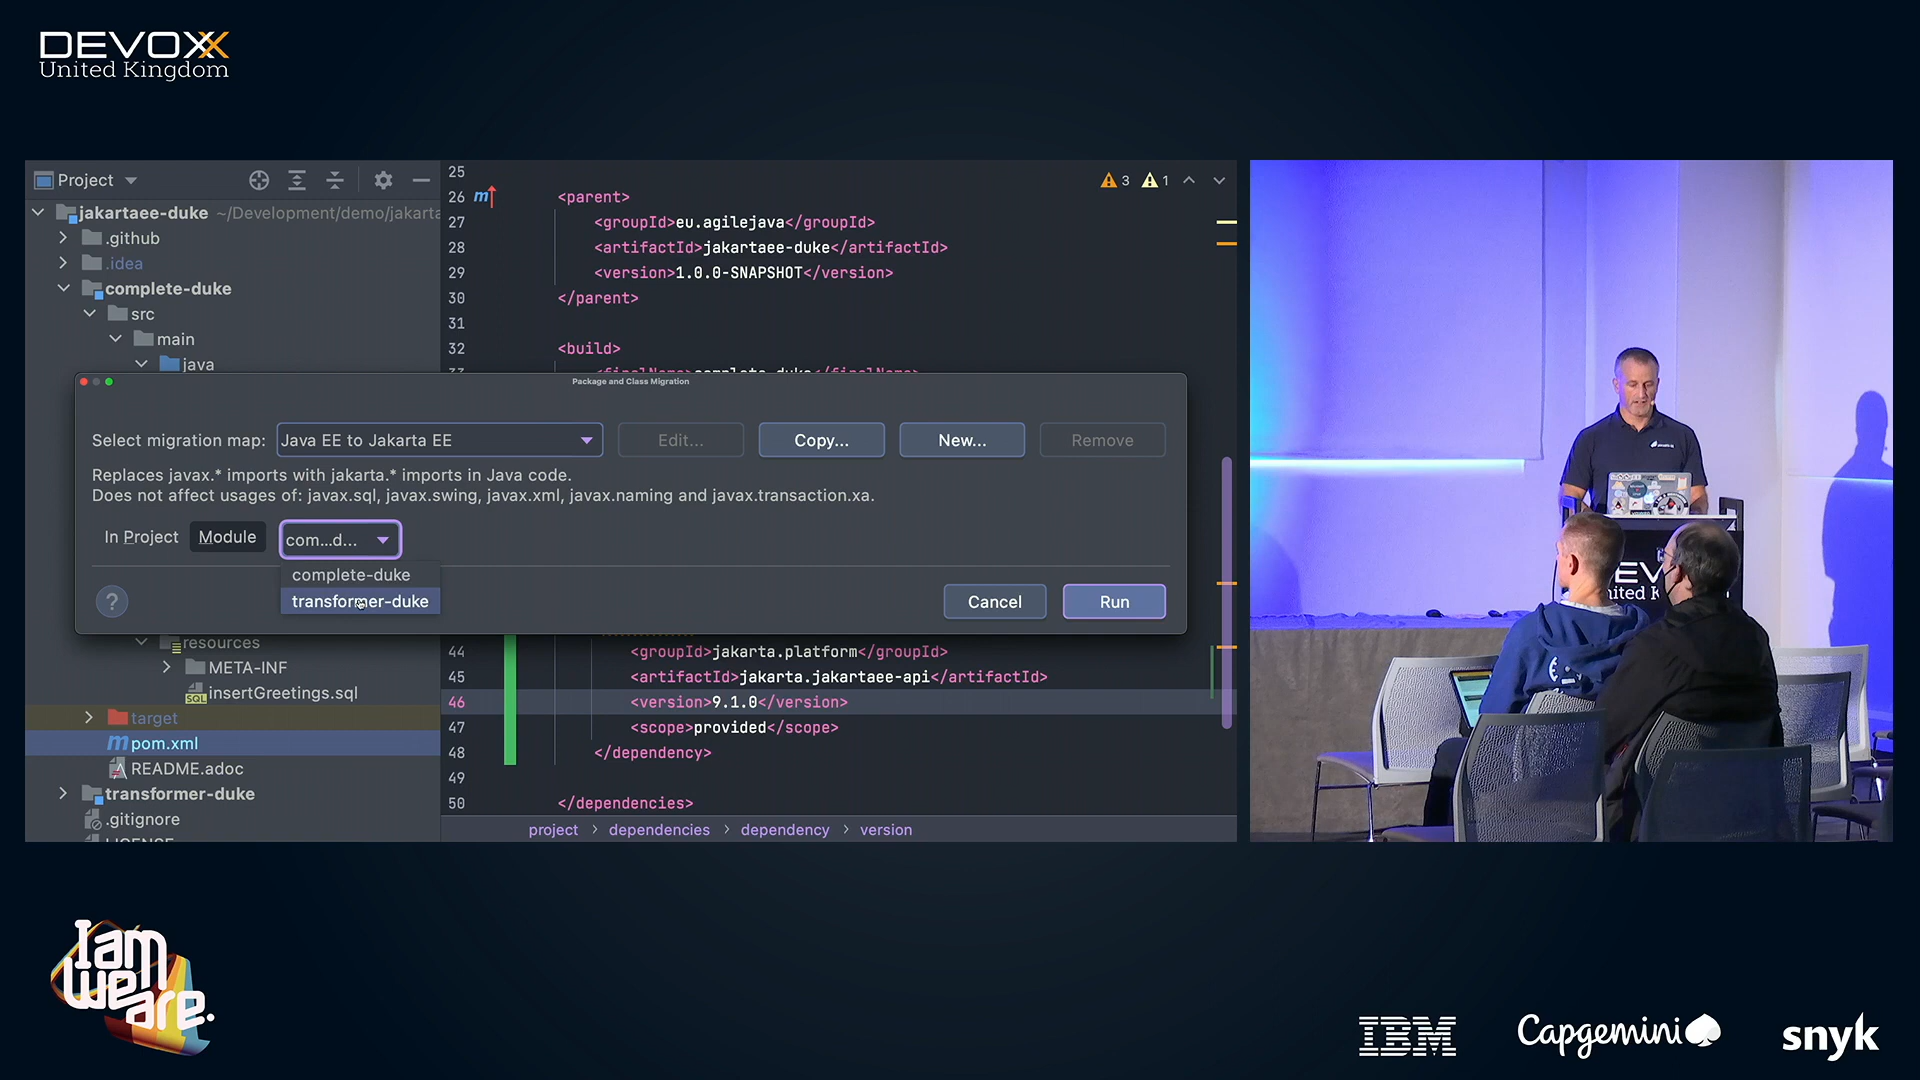 DEVOXX
United Kingdom
Project
jakartaee-duke ~/Development/demo/jakarta
.github
.idea
complete-duke
src
main
java
25
26 <parent>
27 <groupId>eu.agilejava</groupId>
28 <artifactId>jakartaee-duke</artifactId>
29 <version>1.0.0-SNAPSHOT</version>
30 </parent>
31
32 <build>
3 1
Package and Class Migration
Select migration map: Java EE to Jakarta EE Edit... Copy... New... Remove
Replaces javax.* imports with jakarta.* imports in Java code.
Does not affect usages of: javax.sql, javax.swing, javax.xml, javax.naming and javax.transaction.xa.
In Project Module com...d...
complete-duke
transformer-duke
? Cancel Run
resources
META-INF
SQL insertGreetings.sql
target
m pom.xml
README.adoc
transformer-duke
.gitignore
44 <groupId>jakarta.platform</groupId>
45 <artifactId>jakarta.jakartaee-api</artifactId>
46 <version>9.1.0</version>
47 <scope>provided</scope>
48 </dependency>
49
50 </dependencies>
project > dependencies > dependency > version
I am
we
are.
IBM
Capgemini
snyk